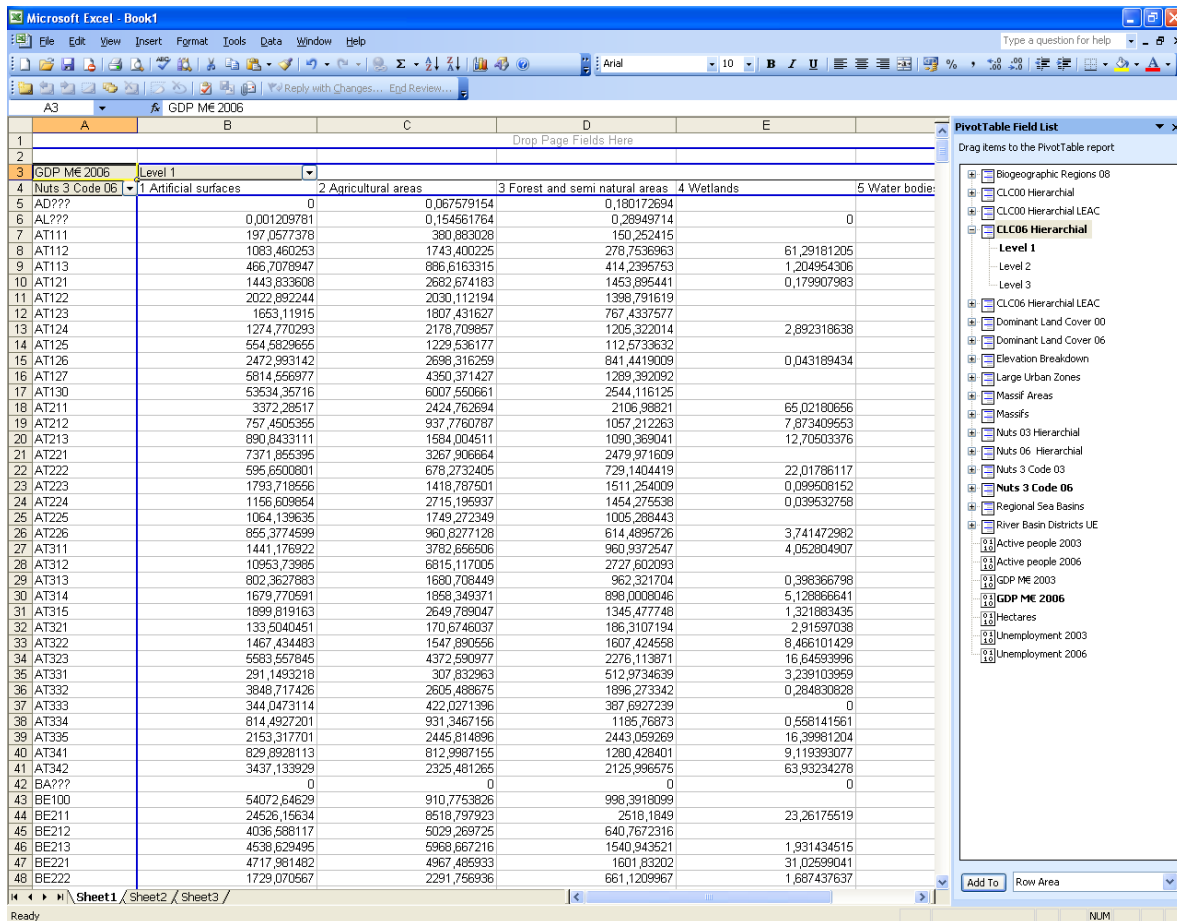 Microsoft Excel - Book1
File Edit View Insert Format Tools Data Window Help Type a question for help
Arial 10 B I U % ,
Reply with Changes... End Review...
A3 fx GDP M€ 2006
A B C D E
1 Drop Page Fields Here
2
3 GDP M€ 2006 Level 1
4 Nuts 3 Code 06 1 Artificial surfaces 2 Agricultural areas 3 Forest and semi natural areas 4 Wetlands 5 Water bodies
5 AD??? 0 0,067579154 0,180172694
6 AL??? 0,001209781 0,154561764 0,28949714 0
7 AT111 197,0577378 380,883028 150,252415
8 AT112 1083,460253 1743,400225 278,7536963 61,29181205
9 AT113 466,7078947 886,6163315 414,2395753 1,204954306
10 AT121 1443,833608 2682,674183 1453,895441 0,179907983
11 AT122 2022,892244 2030,112194 1398,791619
12 AT123 1653,11915 1807,431627 767,4337577
13 AT124 1274,770293 2178,709857 1205,322014 2,892318638
14 AT125 554,5829655 1229,536177 112,5733632
15 AT126 2472,993142 2698,316259 841,4419009 0,043189434
16 AT127 5814,556977 4350,371427 1289,392092
17 AT130 53534,35716 6007,550661 2544,116125
18 AT211 3372,28517 2424,762694 2106,98821 65,02180656
19 AT212 757,4505355 937,7760787 1057,212263 7,873409553
20 AT213 890,8433111 1584,004511 1090,369041 12,70503376
21 AT221 7371,855395 3267,906664 2479,971609
22 AT222 595,6500801 678,2732405 729,1404419 22,01786117
23 AT223 1793,718556 1418,787501 1511,254009 0,099508152
24 AT224 1156,609854 2715,195937 1454,275538 0,039532758
25 AT225 1064,139635 1749,272349 1005,288443
26 AT226 855,3774599 960,8277128 614,4895726 3,741472982
27 AT311 1441,176922 3782,656506 960,9372547 4,052804907
28 AT312 10953,73985 6815,117005 2727,602093
29 AT313 802,3627883 1680,708449 962,321704 0,398366798
30 AT314 1679,770591 1858,349371 898,0008046 5,128866641
31 AT315 1899,819163 2649,789047 1345,477748 1,321883435
32 AT321 133,5040451 170,6746037 186,3107194 2,91597038
33 AT322 1467,434483 1547,890556 1607,424558 8,466101429
34 AT323 5583,557845 4372,590977 2276,113871 16,64593996
35 AT331 291,1493218 307,832963 512,9734639 3,239103959
36 AT332 3848,717426 2605,488675 1896,273342 0,284830828
37 AT333 344,0473114 422,0271396 387,6927239 0
38 AT334 814,4927201 931,3467156 1185,76873 0,558141561
39 AT335 2153,317701 2445,814896 2443,059269 16,39981204
40 AT341 829,8928113 812,9987155 1280,428401 9,119393077
41 AT342 3437,133929 2325,481265 2125,996575 63,93234278
42 BA??? 0 0 0 0
43 BE100 54072,64629 910,7753826 998,3918099
44 BE211 24526,15634 8518,797923 2518,1849 23,26175519
45 BE212 4036,588117 5029,269725 640,7672316
46 BE213 4538,629495 5968,667216 1540,943521 1,931434515
47 BE221 4717,981482 4967,485933 1601,83202 31,02599041
48 BE222 1729,070567 2291,756936 661,1209967 1,687437637
Sheet1 Sheet2 Sheet3
Ready NUM
PivotTable Field List
Drag items to the PivotTable report
Biogeographic Regions 08
CLC00 Hierarchial
CLC00 Hierarchial LEAC
CLC06 Hierarchial
Level 1
Level 2
Level 3
CLC06 Hierarchial LEAC
Dominant Land Cover 00
Dominant Land Cover 06
Elevation Breakdown
Large Urban Zones
Massif Areas
Massifs
Nuts 03 Hierarchial
Nuts 06 Hierarchial
Nuts 3 Code 03
Nuts 3 Code 06
Regional Sea Basins
River Basin Districts UE
Active people 2003
Active people 2006
GDP M€ 2003
GDP M€ 2006
Hectares
Unemployment 2003
Unemployment 2006
Add To Row Area